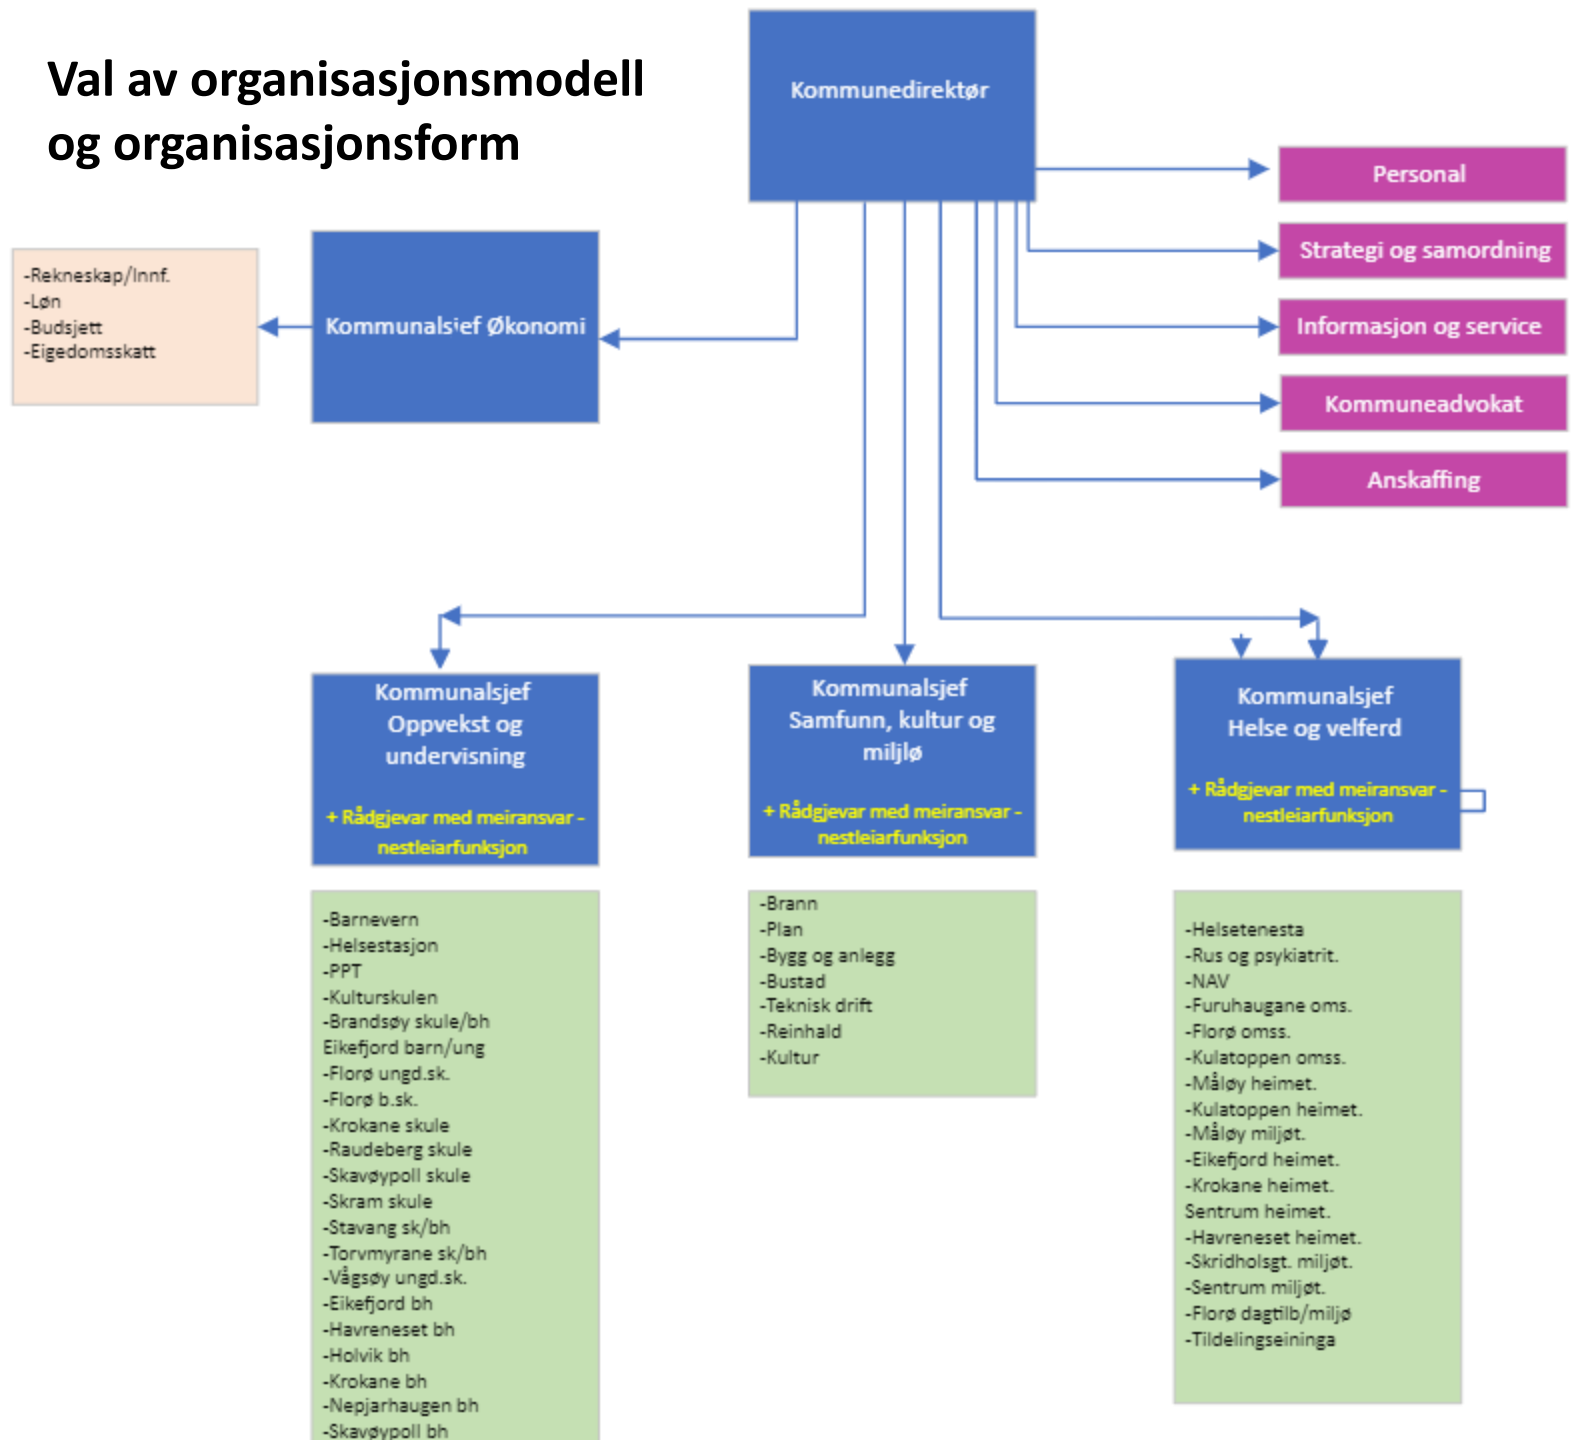 Val av organisasjonsmodell
og organisasjonsform
Kommunedirektør
Personal
Strategi og samordning
Informasjon og service
Kommuneadvokat
Anskaffing
Kommunalsjef Økonomi
-Rekneskap/Innf.
-Løn
-Budsjett
-Eigedomsskatt
Kommunalsjef
Oppvekst og
undervisning
+ Rådgjevar med meiransvar -
nestleiarfunksjon
-Barnevern
-Helsestasjon
-PPT
-Kulturskulen
-Brandsøy skule/bh
Eikefjord barn/ung
-Florø ungd.sk.
-Florø b.sk.
-Krokane skule
-Raudeberg skule
-Skavøypoll skule
-Skram skule
-Stavang sk/bh
-Torvmyrane sk/bh
-Vågsøy ungd.sk.
-Eikefjord bh
-Havreneset bh
-Holvik bh
-Krokane bh
-Nepjarhaugen bh
-Skavøypoll bh
Kommunalsjef
Samfunn, kultur og
miljlø
+ Rådgjevar med meiransvar -
nestleiarfunksjon
-Brann
-Plan
-Bygg og anlegg
-Bustad
-Teknisk drift
-Reinhald
-Kultur
Kommunalsjef
Helse og velferd
+ Rådgjevar med meiransvar -
nestleiarfunksjon
-Helsetenesta
-Rus og psykiatrit.
-NAV
-Furuhaugane oms.
-Florø omss.
-Kulatoppen omss.
-Måløy heimet.
-Kulatoppen heimet.
-Måløy miljøt.
-Eikefjord heimet.
-Krokane heimet.
Sentrum heimet.
-Havreneset heimet.
-Skridholsgt. miljøt.
-Sentrum miljøt.
-Florø dagtilb/miljø
-Tildelingseininga